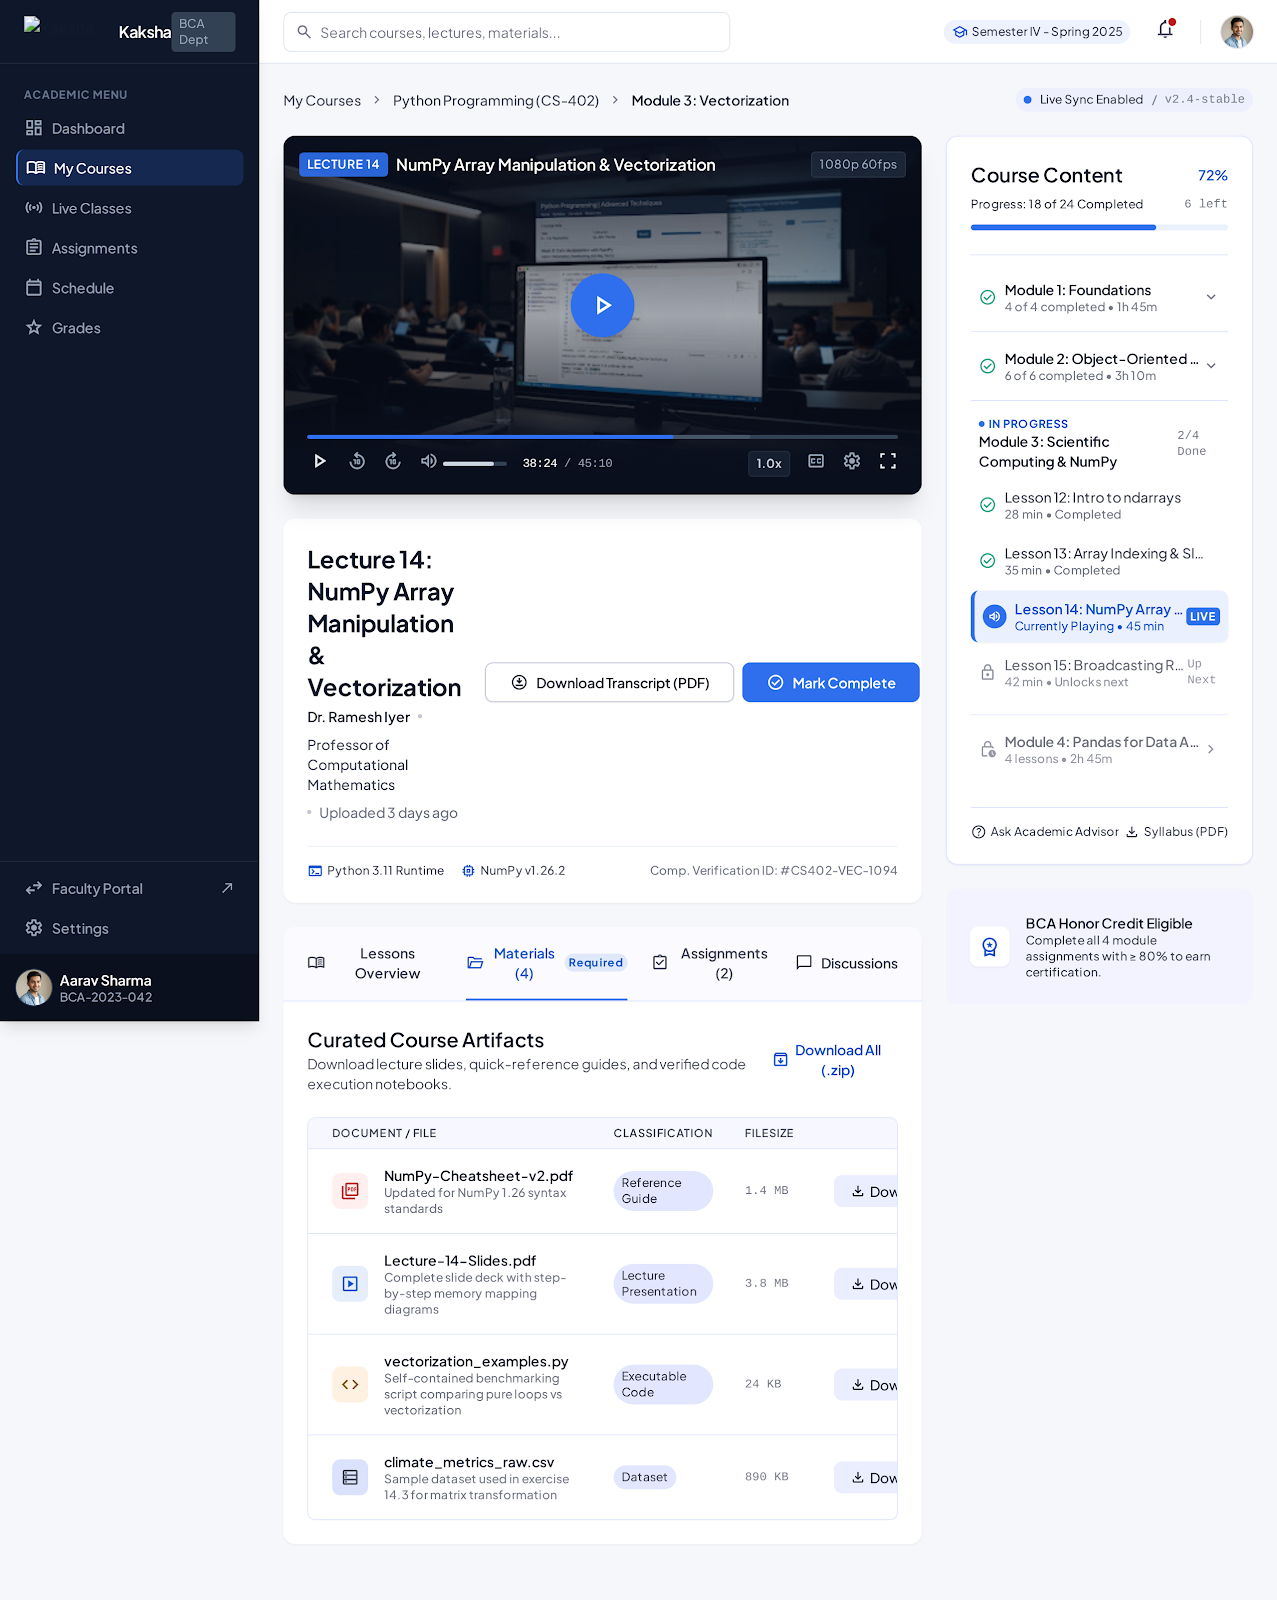 Kaksha
BCA
Dept
Search courses, lectures, materials...
Semester IV - Spring 2025
ACADEMIC MENU
Dashboard
My Courses
Live Classes
Assignments
Schedule
Grades
Faculty Portal
Settings
Aarav Sharma
BCA-2023-042
My Courses
Python Programming (CS-402)
Module 3: Vectorization
Live Sync Enabled / v2.4-stable
LECTURE 14
NumPy Array Manipulation & Vectorization
1080p 60fps
Python Programming | Advanced Techniques
10
10
38:24 / 45:10
1.0x
CC
Lecture 14:
NumPy Array
Manipulation
&
Vectorization
Dr. Ramesh Iyer •
Professor of
Computational
Mathematics
• Uploaded 3 days ago
Download Transcript (PDF)
Mark Complete
Python 3.11 Runtime
NumPy v1.26.2
Comp. Verification ID: #CS402-VEC-1094
Lessons
Overview
Materials
(4)
Required
Assignments
(2)
Discussions
Curated Course Artifacts
Download lecture slides, quick-reference guides, and verified code
execution notebooks.
Download All
(.zip)
DOCUMENT / FILE
CLASSIFICATION
FILESIZE
PDF
NumPy-Cheatsheet-v2.pdf
Updated for NumPy 1.26 syntax
standards
Reference
Guide
1.4 MB
Dow
Lecture-14-Slides.pdf
Complete slide deck with step-
by-step memory mapping
diagrams
Lecture
Presentation
3.8 MB
Dow
vectorization_examples.py
Self-contained benchmarking
script comparing pure loops vs
vectorization
Executable
Code
24 KB
Dow
climate_metrics_raw.csv
Sample dataset used in exercise
14.3 for matrix transformation
Dataset
890 KB
Dow
Course Content
72%
Progress: 18 of 24 Completed
6 left
Module 1: Foundations
4 of 4 completed • 1h 45m
Module 2: Object-Oriented ...
6 of 6 completed • 3h 10m
• IN PROGRESS
Module 3: Scientific
Computing & NumPy
2/4
Done
Lesson 12: Intro to ndarrays
28 min • Completed
Lesson 13: Array Indexing & Sl...
35 min • Completed
Lesson 14: NumPy Array ...
Currently Playing • 45 min
LIVE
Lesson 15: Broadcasting R...
42 min • Unlocks next
Up
Next
Module 4: Pandas for Data A...
4 lessons • 2h 45m
Ask Academic Advisor
Syllabus (PDF)
BCA Honor Credit Eligible
Complete all 4 module
assignments with ≥ 80% to earn
certification.